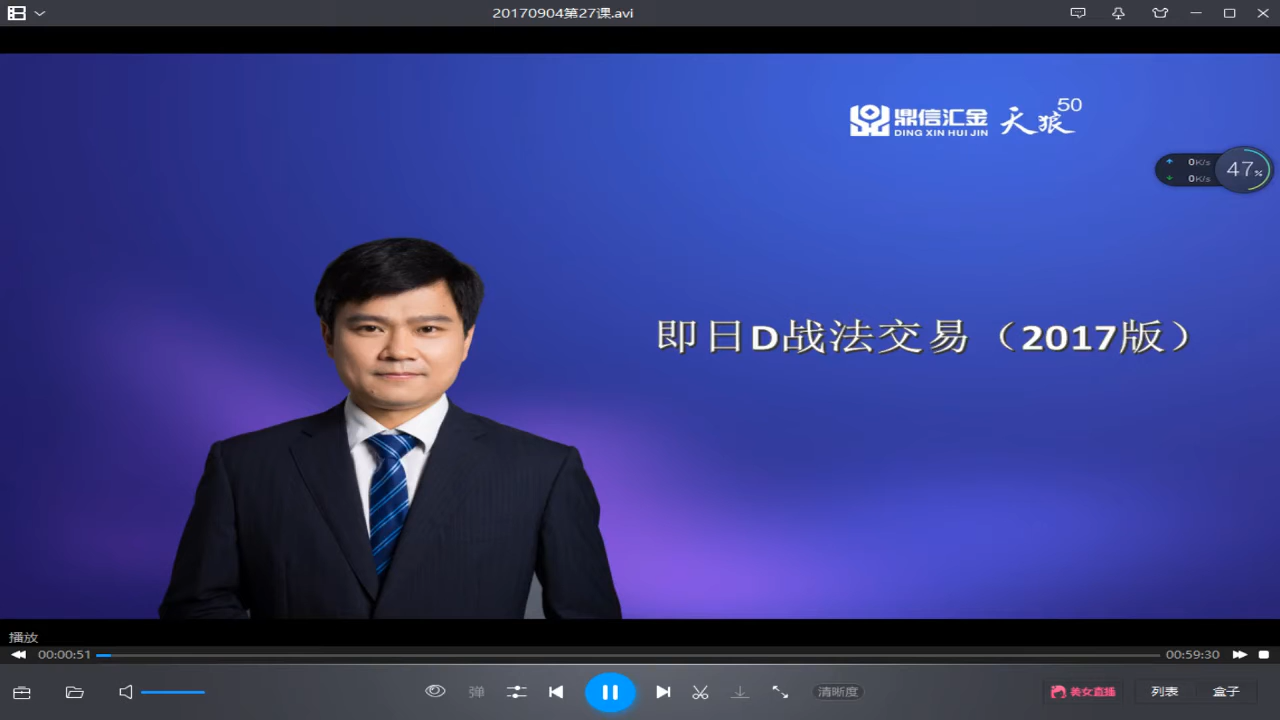 20170904第27课.avi
鼎信汇金
DING XIN HUI JIN
天狼50
0K/s
0K/s
47%
即日D战法交易（2017版）
播放
00:00:51
00:59:30
弹
清晰度
美女直播
列表
盒子